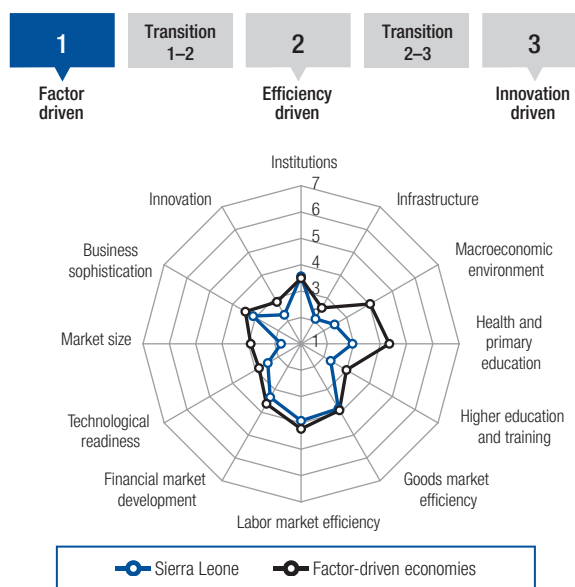 1
Transition
1–2
2
Transition
2–3
3
Factor
driven
Efficiency
driven
Innovation
driven
Institutions
7
Innovation
Infrastructure
6
5
Business
sophistication
Macroeconomic
environment
4
3
Market size
1
Health and
primary
education
Technological
readiness
Higher education
and training
Financial market
development
Goods market
efficiency
Labor market efficiency
Sierra Leone
Factor-driven economies